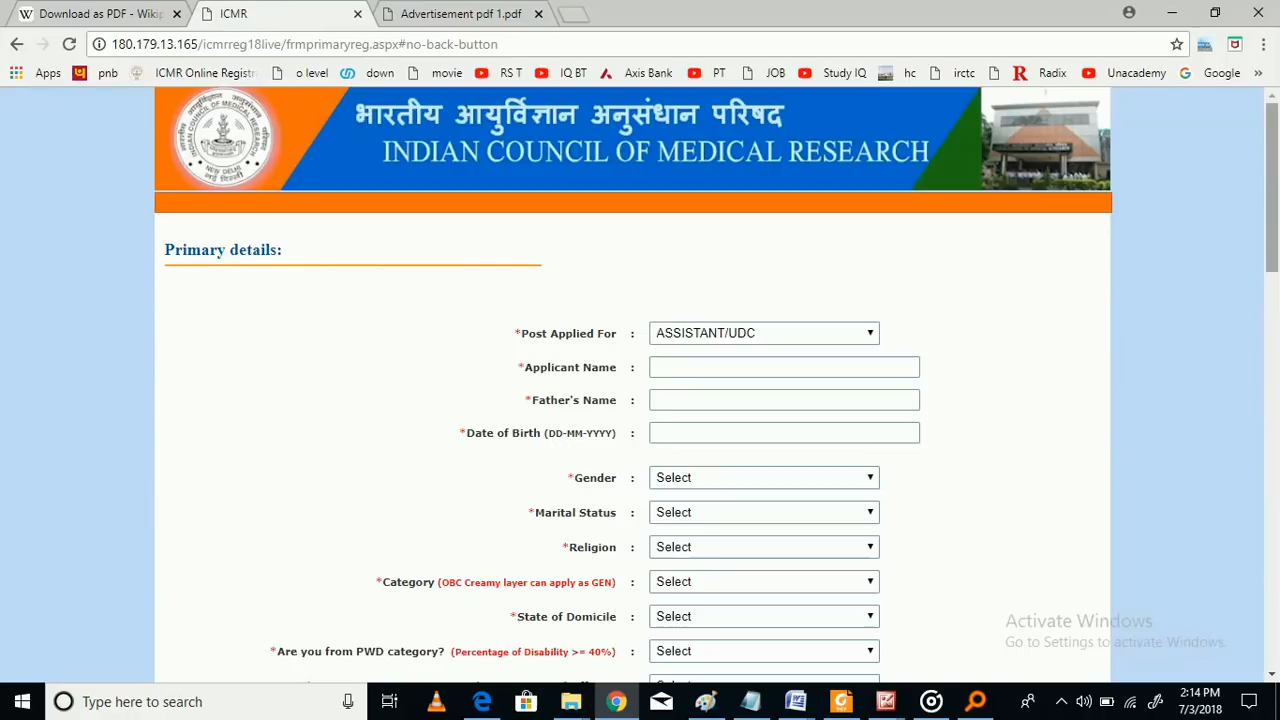 Download as PDF - Wikip
ICMR
Advertisement pdf 1.pdf
180.179.13.165/icmrreg18live/frmprimaryreg.aspx#no-back-button
Apps pnb ICMR Online Registr o level down movie RS T IQ BT Axis Bank PT JOB Study IQ hc irctc Radix Unacademy Google »
भारतीय आयुर्विज्ञान अनुसंधान परिषद
INDIAN COUNCIL OF MEDICAL RESEARCH
Primary details:
*Post Applied For : ASSISTANT/UDC
*Applicant Name :
*Father's Name :
*Date of Birth (DD-MM-YYYY) :
*Gender : Select
*Marital Status : Select
*Religion : Select
*Category (OBC Creamy layer can apply as GEN) : Select
*State of Domicile : Select
*Are you from PWD category? (Percentage of Disability >= 40%) : Select
Activate Windows
Go to Settings to activate Windows.
Type here to search
2:14 PM
7/3/2018